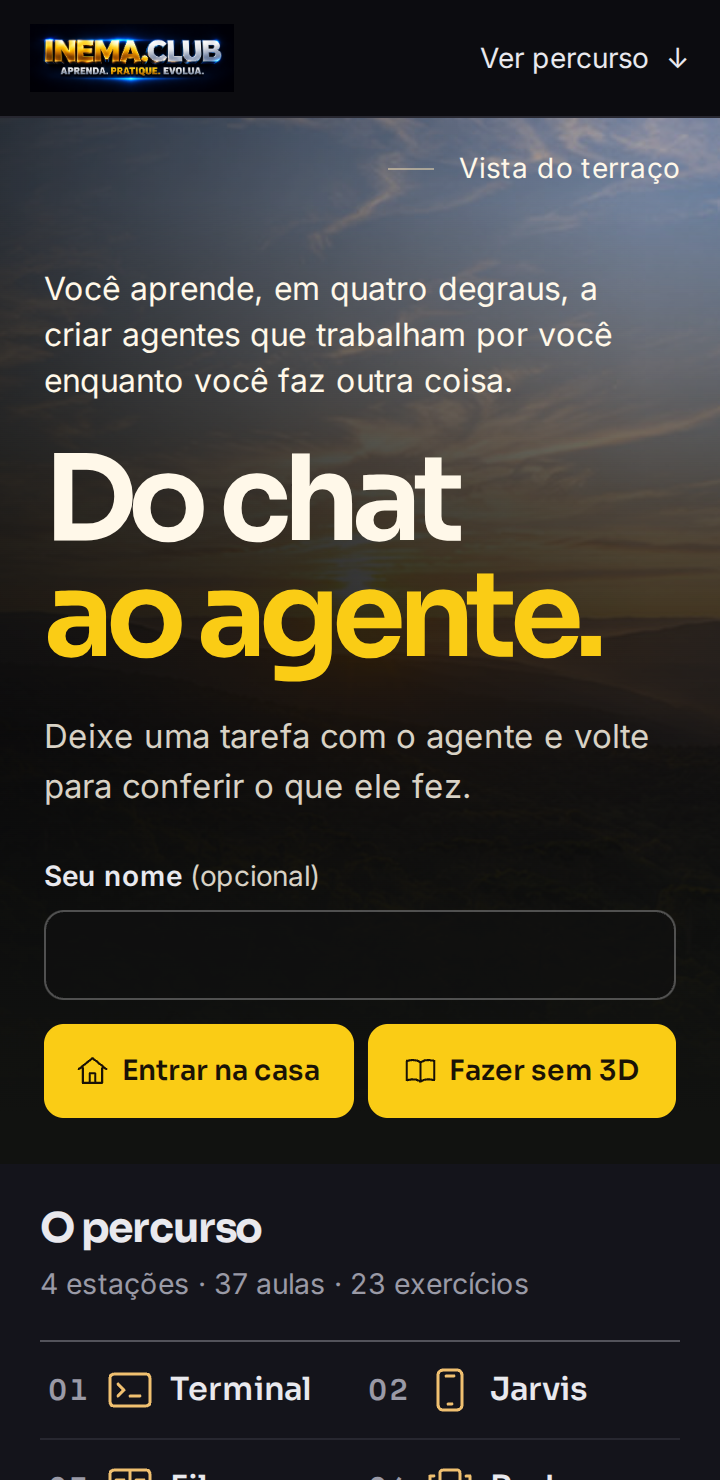 INEMA.CLUB
APRENDA. PRATIQUE. EVOLUA.
Ver percurso ↓
Vista do terraço
Você aprende, em quatro degraus, a
criar agentes que trabalham por você
enquanto você faz outra coisa.
Do chat
ao agente.
Deixe uma tarefa com o agente e volte
para conferir o que ele fez.
Seu nome (opcional)
Entrar na casa
Fazer sem 3D
O percurso
4 estações · 37 aulas · 23 exercícios
01 Terminal
02 Jarvis